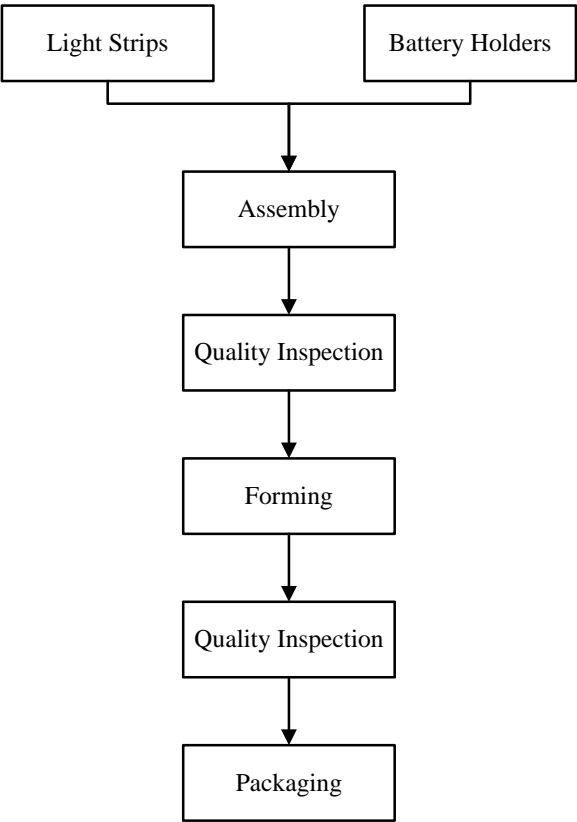 Light Strips
Battery Holders
Assembly
Quality Inspection
Forming
Quality Inspection
Packaging